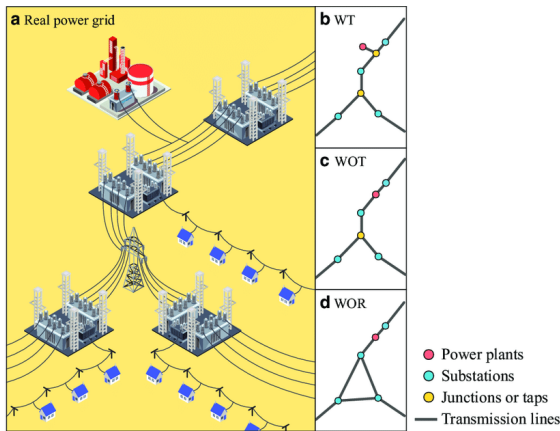 a Real power grid
b WT
c WOT
d WOR
Power plants
Substations
Junctions or taps
Transmission lines